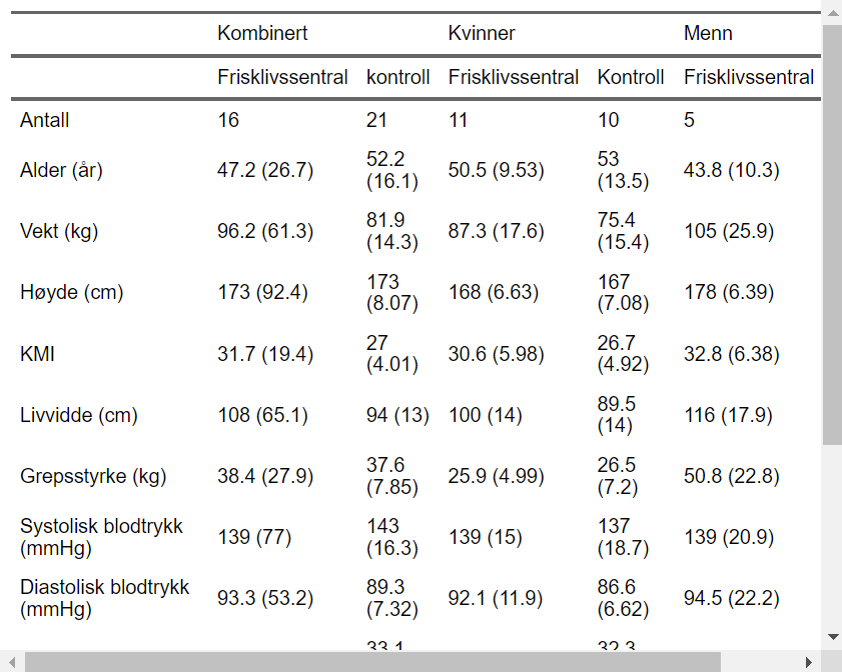 Kombinert Kvinner Menn
Frisklivssentral kontroll Frisklivssentral Kontroll Frisklivssentral
Antall 16 21 11 10 5
Alder (år) 47.2 (26.7) 52.2 (16.1) 50.5 (9.53) 53 (13.5) 43.8 (10.3)
Vekt (kg) 96.2 (61.3) 81.9 (14.3) 87.3 (17.6) 75.4 (15.4) 105 (25.9)
Høyde (cm) 173 (92.4) 173 (8.07) 168 (6.63) 167 (7.08) 178 (6.39)
KMI 31.7 (19.4) 27 (4.01) 30.6 (5.98) 26.7 (4.92) 32.8 (6.38)
Livvidde (cm) 108 (65.1) 94 (13) 100 (14) 89.5 (14) 116 (17.9)
Grepsstyrke (kg) 38.4 (27.9) 37.6 (7.85) 25.9 (4.99) 26.5 (7.2) 50.8 (22.8)
Systolisk blodtrykk (mmHg) 139 (77) 143 (16.3) 139 (15) 137 (18.7) 139 (20.9)
Diastolisk blodtrykk (mmHg) 93.3 (53.2) 89.3 (7.32) 92.1 (11.9) 86.6 (6.62) 94.5 (22.2)
33.1 32.3